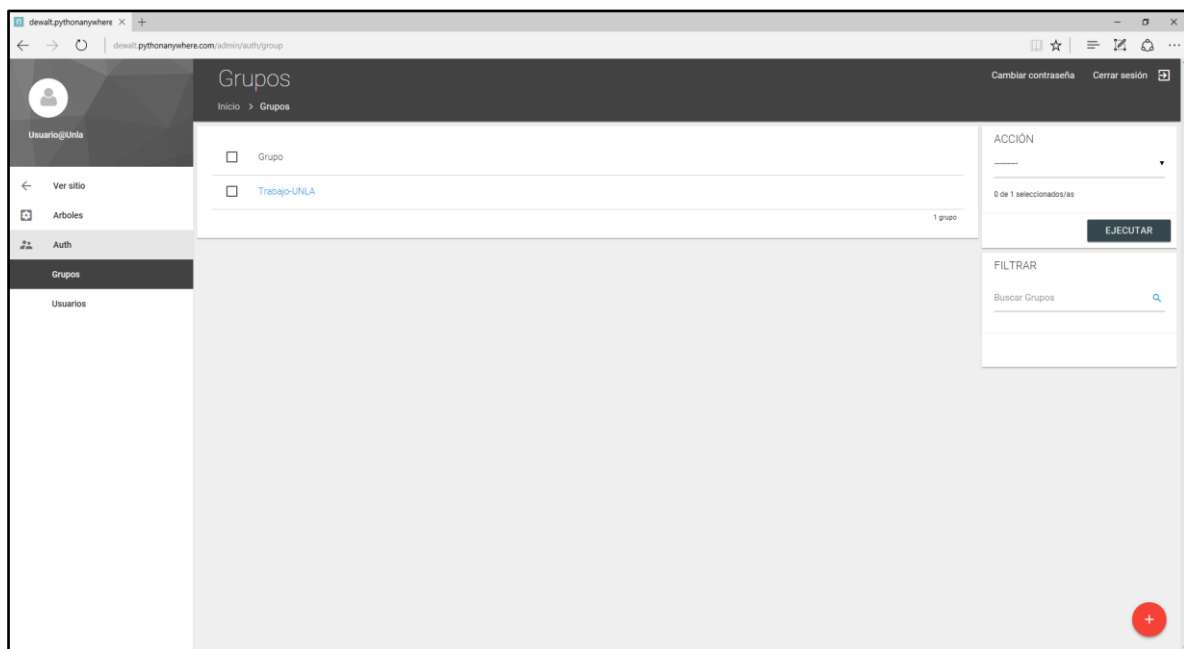 dewalt.pythonanywhere
dewalt.pythonanywhere.com/admin/auth/group
Grupos
Cambiar contraseña Cerrar sesión
Inicio > Grupos
Usuario@Unla
Ver sitio
Arboles
Auth
Grupos
Usuarios
Grupo
Trabajo-UNLA
1 grupo
ACCIÓN
---------
0 de 1 seleccionados/as
EJECUTAR
FILTRAR
Buscar Grupos